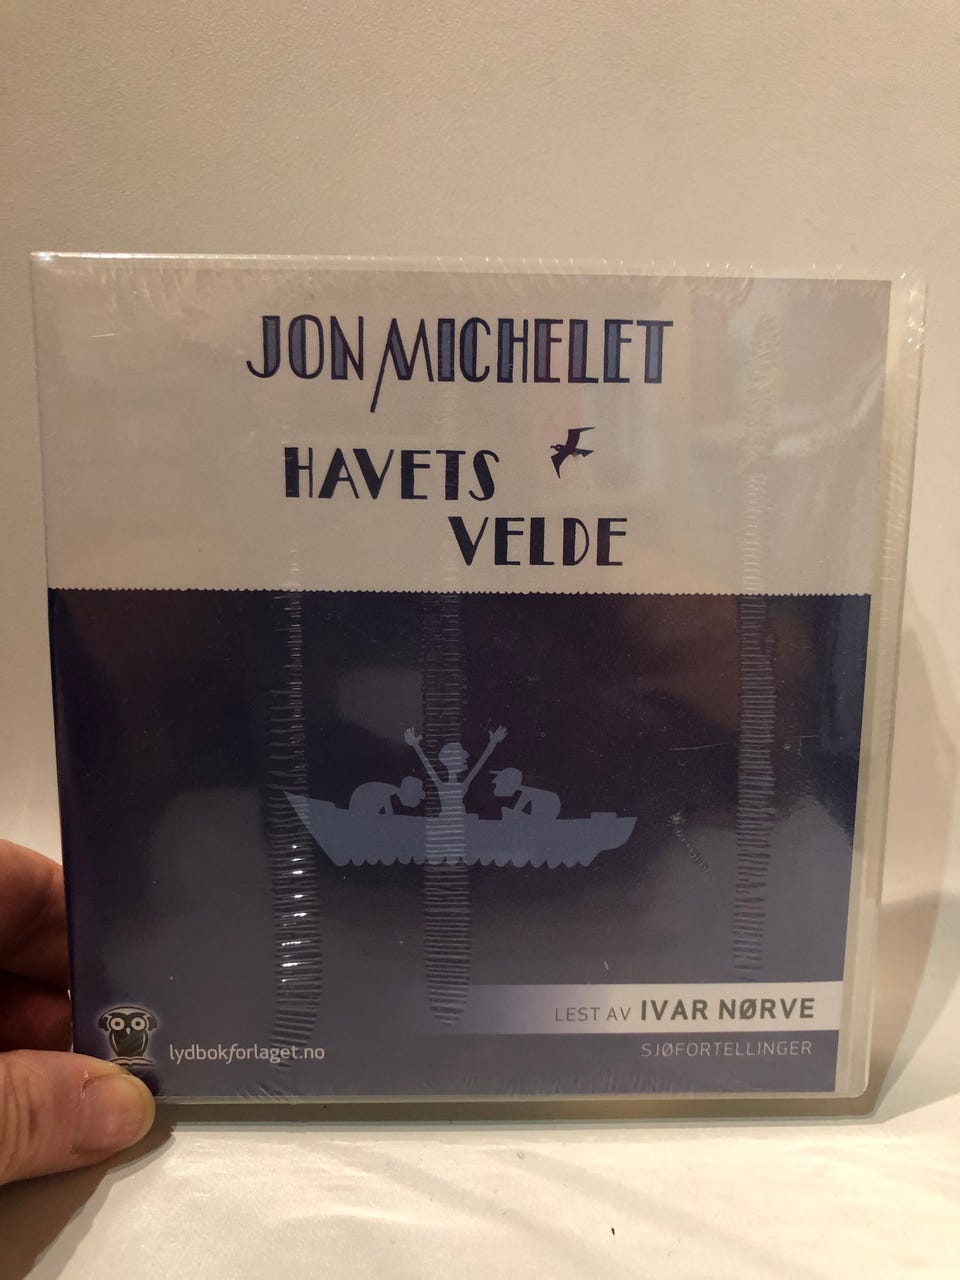 JON MICHELET
HAVETS
VELDE
LEST AV IVAR NØRVE
SJØFORTELLINGER
lydbokforlaget.no